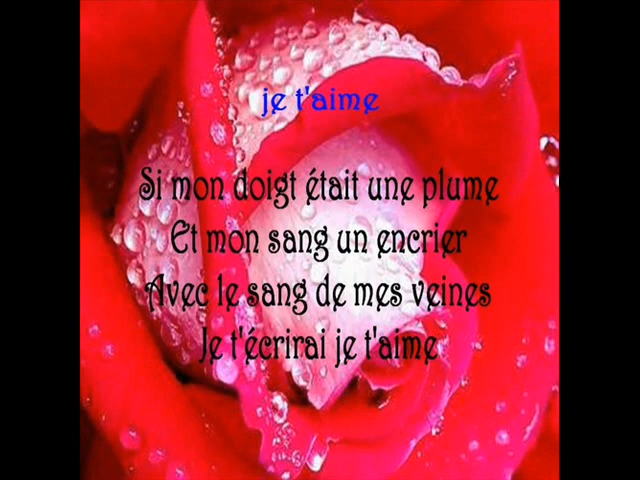 je t'aime
Si mon doigt était une plume
Et mon sang un encrier
Avec le sang de mes veines
Je t'écrirai je t'aime